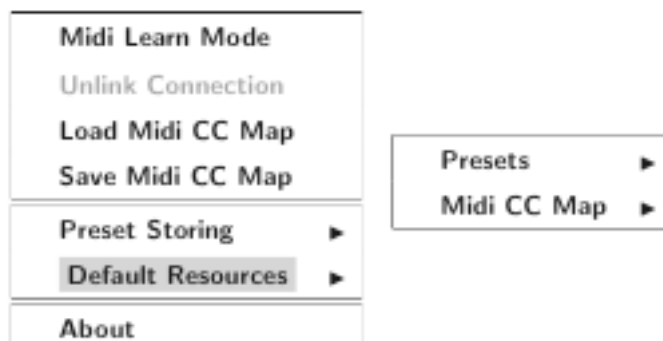 Midi Learn Mode
Unlink Connection
Load Midi CC Map
Save Midi CC Map
Preset Storing ►
Default Resources ►
About
Presets ►
Midi CC Map ►